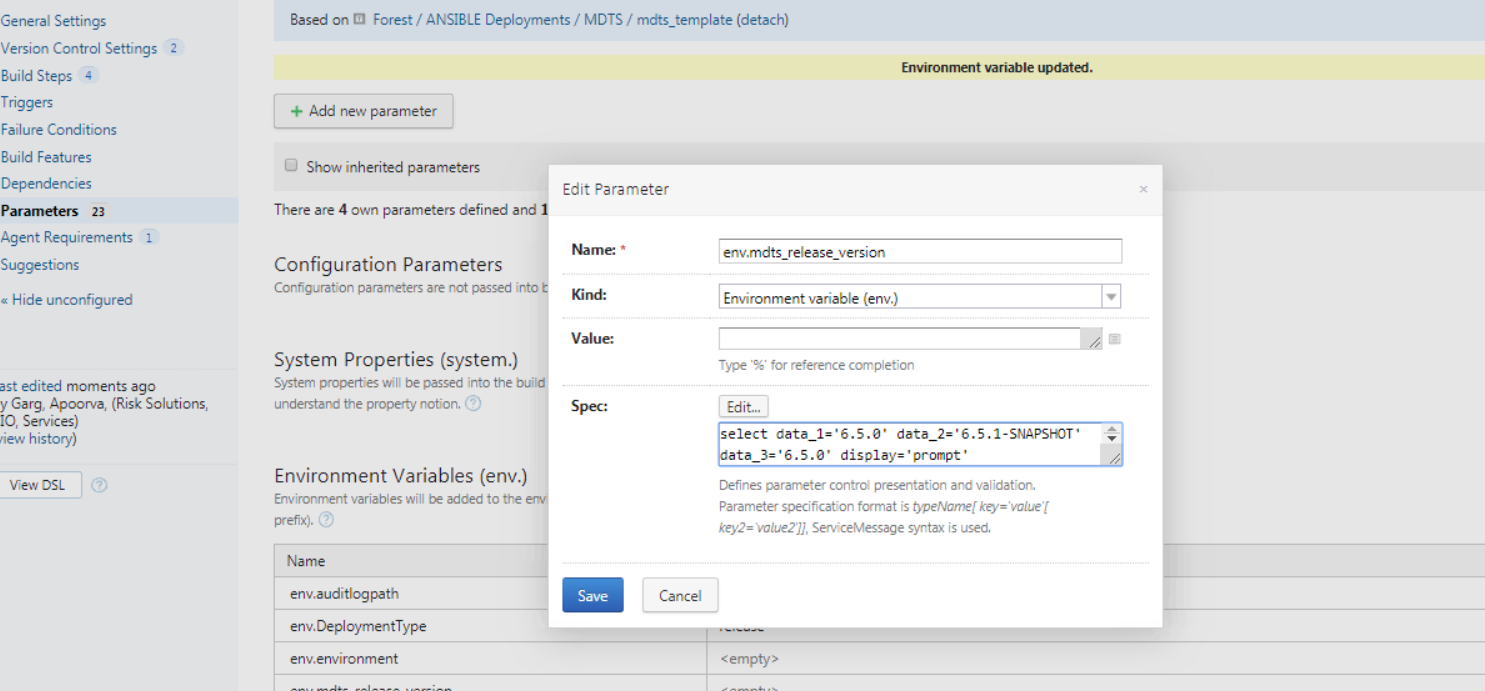 General Settings
Version Control Settings 2
Build Steps 4
Triggers
Failure Conditions
Build Features
Dependencies
Parameters 23
Agent Requirements 1
Suggestions
« Hide unconfigured
ast edited moments ago
y Garg, Apoorva, (Risk Solutions,
IO, Services)
view history)
View DSL
Based on Forest / ANSIBLE Deployments / MDTS / mdts_template (detach)
Environment variable updated.
+ Add new parameter
Show inherited parameters
There are 4 own parameters defined and 1
Configuration Parameters
Configuration parameters are not passed into b
System Properties (system.)
System properties will be passed into the build
understand the property notion.
Environment Variables (env.)
Environment variables will be added to the env
prefix).
Name
env.auditlogpath
env.DeploymentType release
env.environment <empty>
env.mdts_release_version <empty>
Edit Parameter
Name: * env.mdts_release_version
Kind: Environment variable (env.)
Value:
Type '%' for reference completion
Spec: Edit...
select data_1='6.5.0' data_2='6.5.1-SNAPSHOT'
data_3='6.5.0' display='prompt'
Defines parameter control presentation and validation.
Parameter specification format is typeName[ key='value'[
key2='value2']], ServiceMessage syntax is used.
Save Cancel